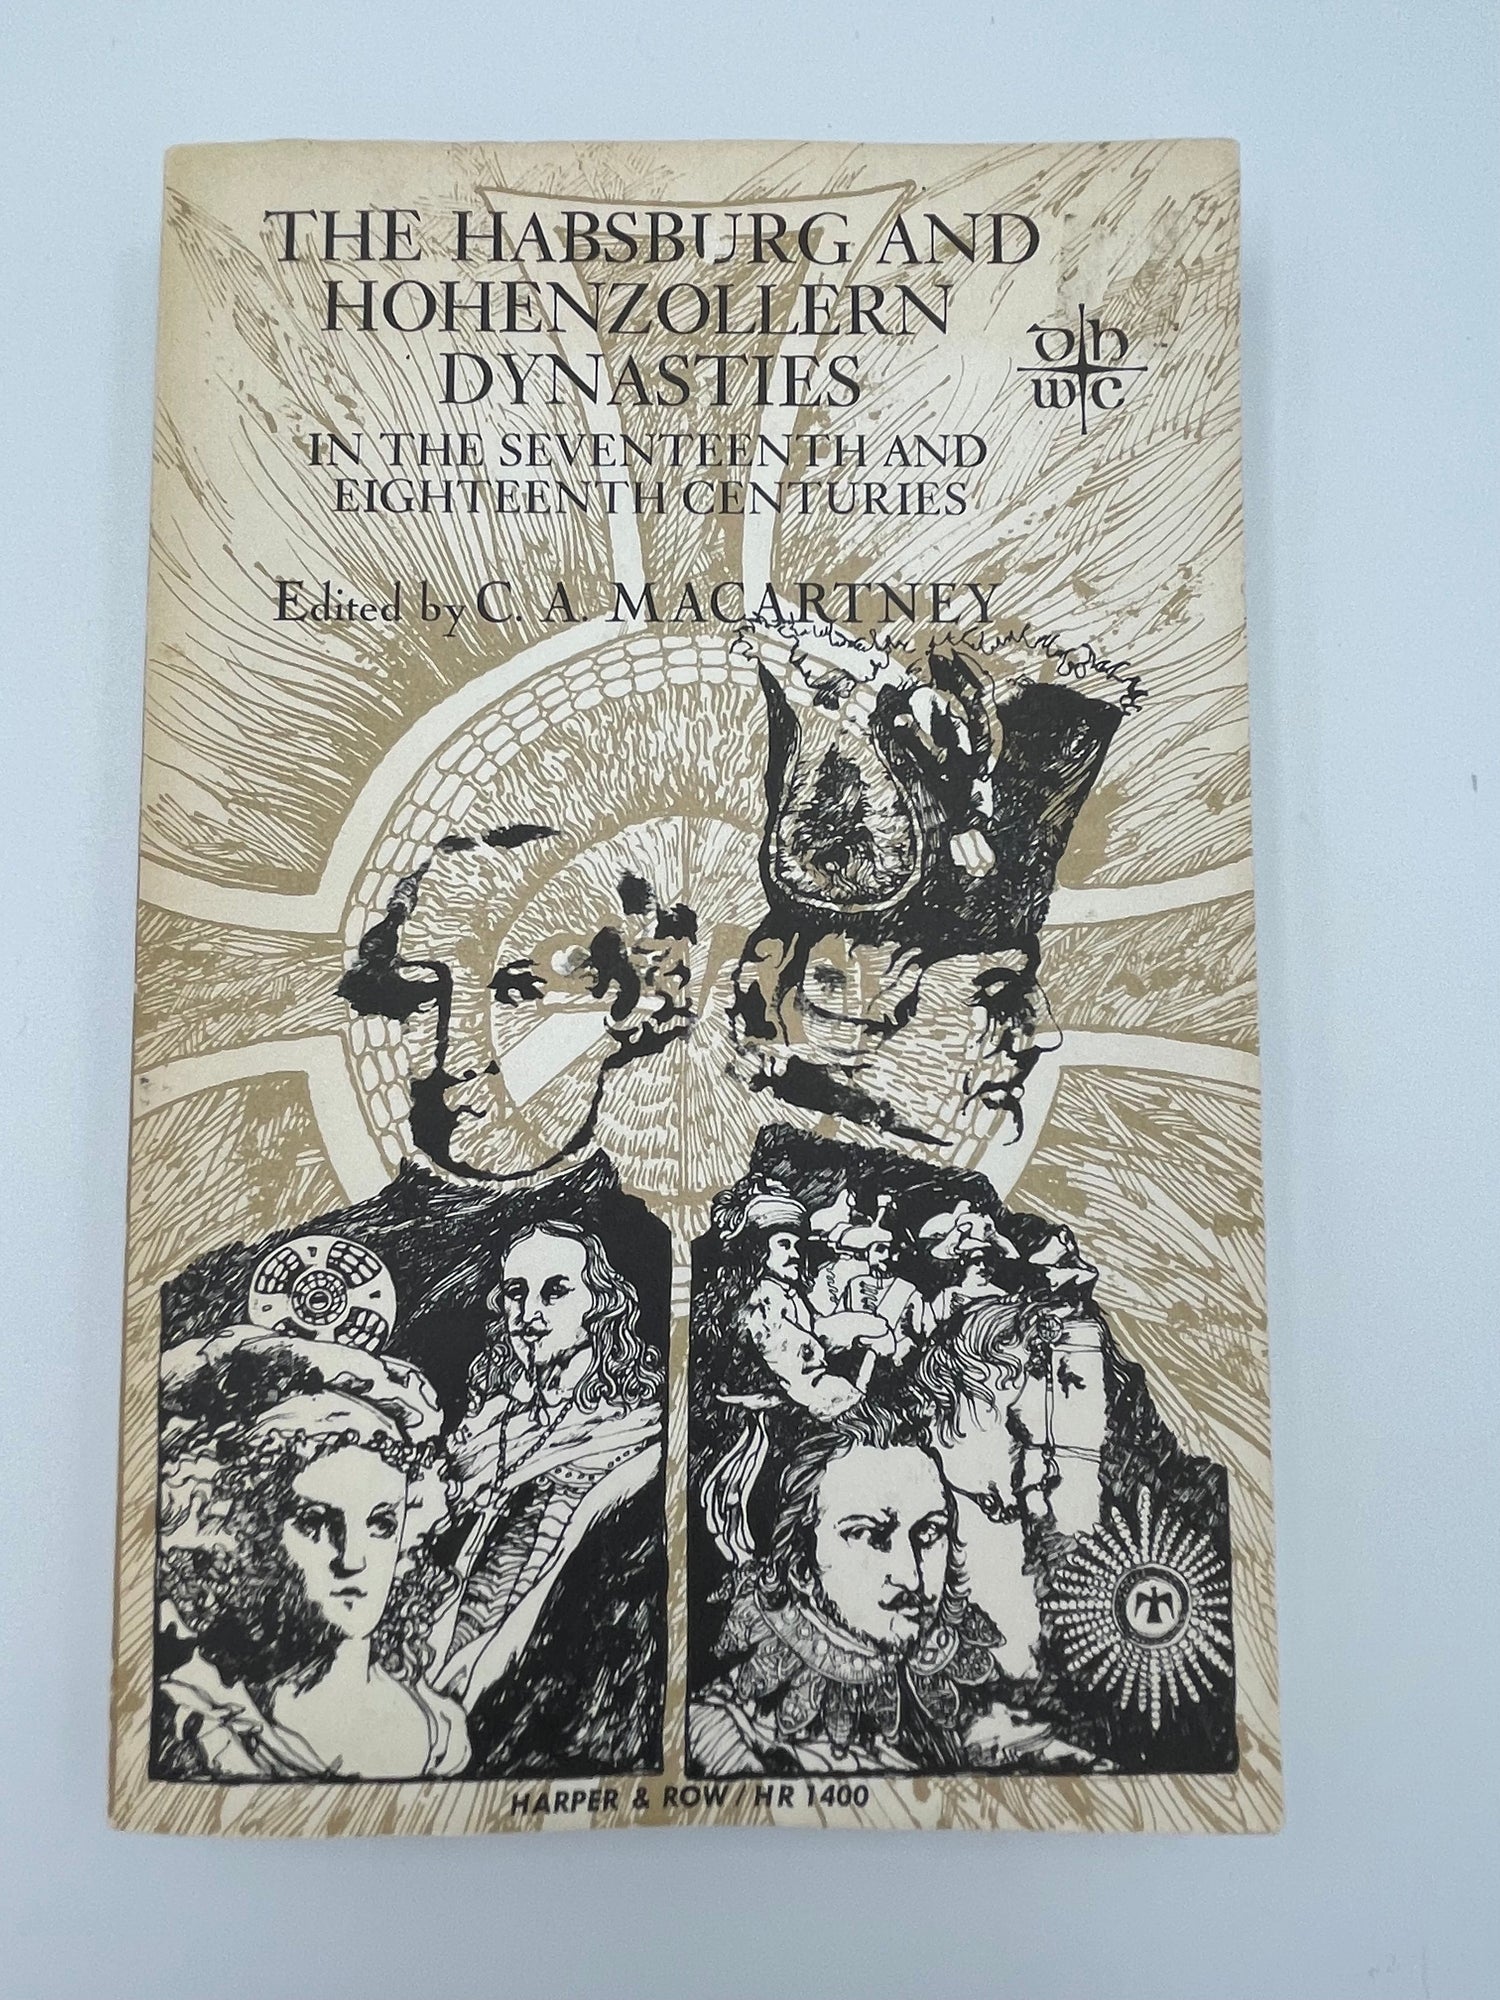 THE HABSBURG AND
HOHENZOLLERN
DYNASTIES
IN THE SEVENTEENTH AND
EIGHTEENTH CENTURIES
d h
w c
Edited by C. A. MACARTNEY
HARPER & ROW / HR 1400